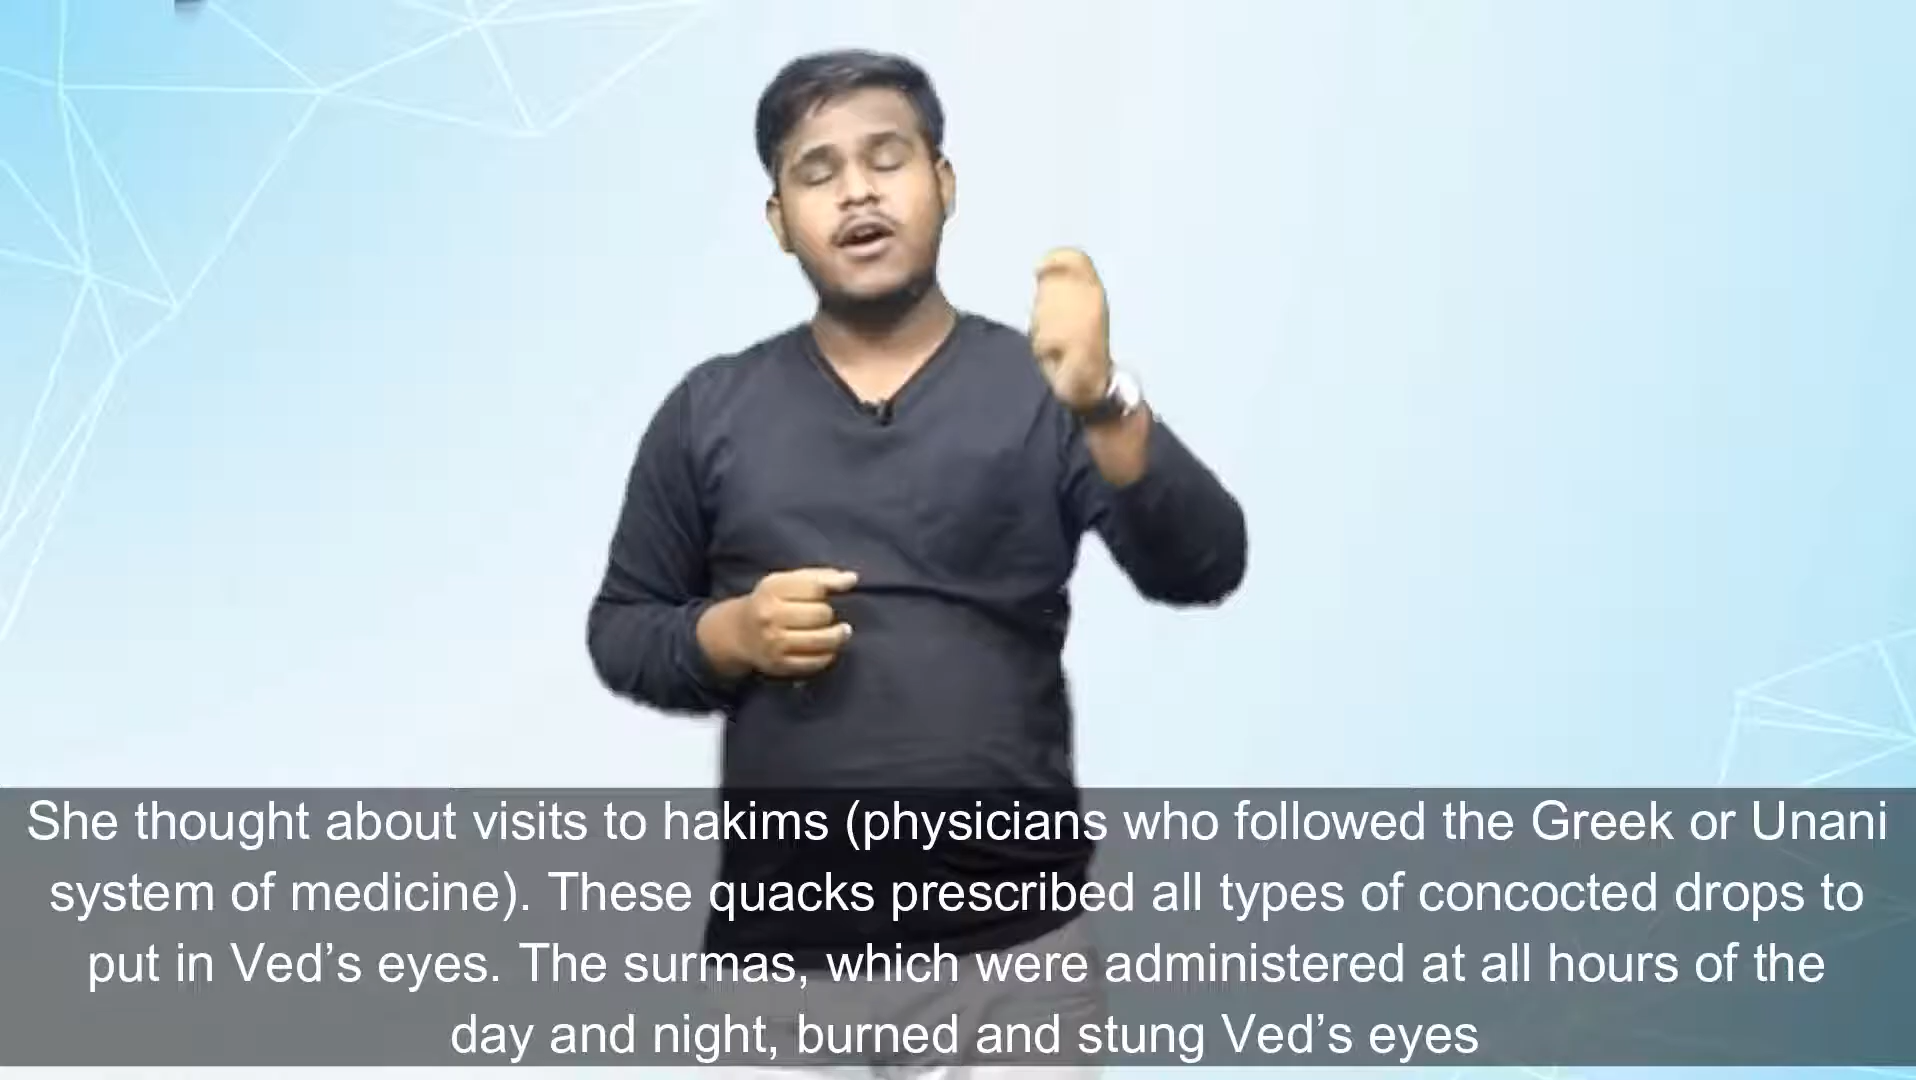 She thought about visits to hakims (physicians who followed the Greek or Unani
system of medicine). These quacks prescribed all types of concocted drops to
put in Ved’s eyes. The surmas, which were administered at all hours of the
day and night, burned and stung Ved’s eyes